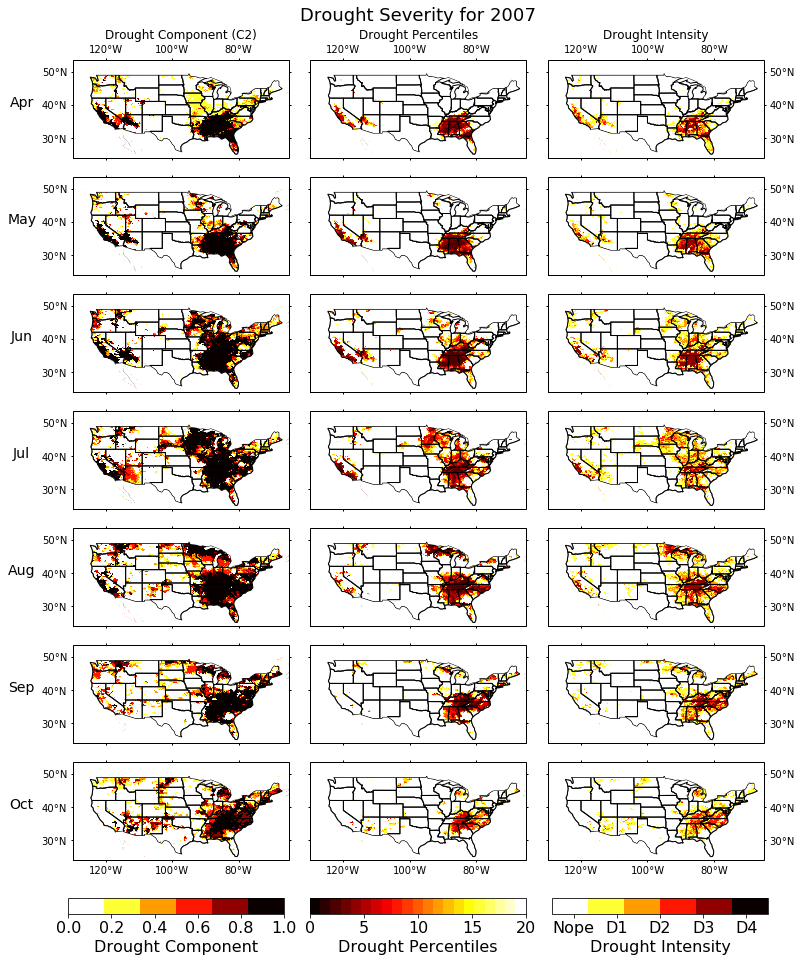 Drought Severity for 2007
Drought Component (C2) Drought Percentiles Drought Intensity
120°W 100°W 80°W 120°W 100°W 80°W 120°W 100°W 80°W
50°N 50°N
Apr 40°N 40°N
30°N 30°N
50°N 50°N
May 40°N 40°N
30°N 30°N
50°N 50°N
Jun 40°N 40°N
30°N 30°N
50°N 50°N
Jul 40°N 40°N
30°N 30°N
50°N 50°N
Aug 40°N 40°N
30°N 30°N
50°N 50°N
Sep 40°N 40°N
30°N 30°N
50°N 50°N
Oct 40°N 40°N
30°N 30°N
120°W 100°W 80°W 120°W 100°W 80°W 120°W 100°W 80°W
0.0 0.2 0.4 0.6 0.8 1.0 0 5 10 15 20 Nope D1 D2 D3 D4
Drought Component Drought Percentiles Drought Intensity